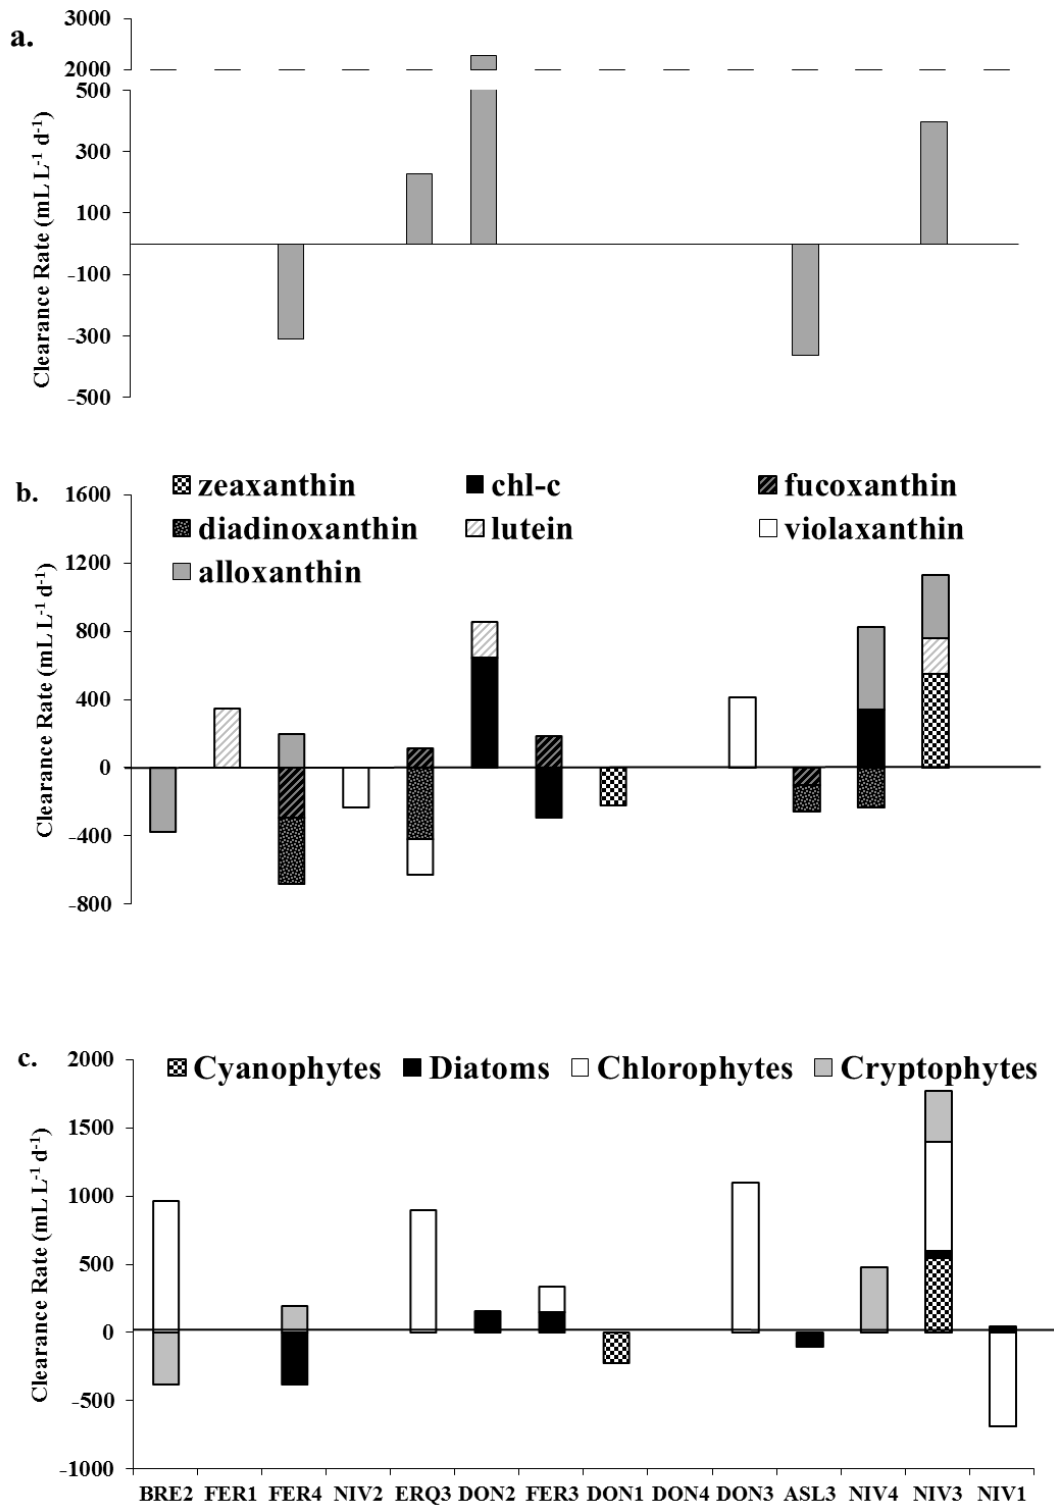 a.
3000
2000
500
300
100
-100
-300
-500
Clearance Rate (mL L-1 d-1)
b.
zeaxanthin chl-c fucoxanthin
diadinoxanthin lutein violaxanthin
alloxanthin
1600
1200
800
400
0
-400
-800
Clearance Rate (mL L-1 d-1)
c.
Cyanophytes Diatoms Chlorophytes Cryptophytes
2000
1500
1000
500
0
-500
-1000
Clearance Rate (mL L-1 d-1)
BRE2 FER1 FER4 NIV2 ERQ3 DON2 FER3 DON1 DON4 DON3 ASL3 NIV4 NIV3 NIV1